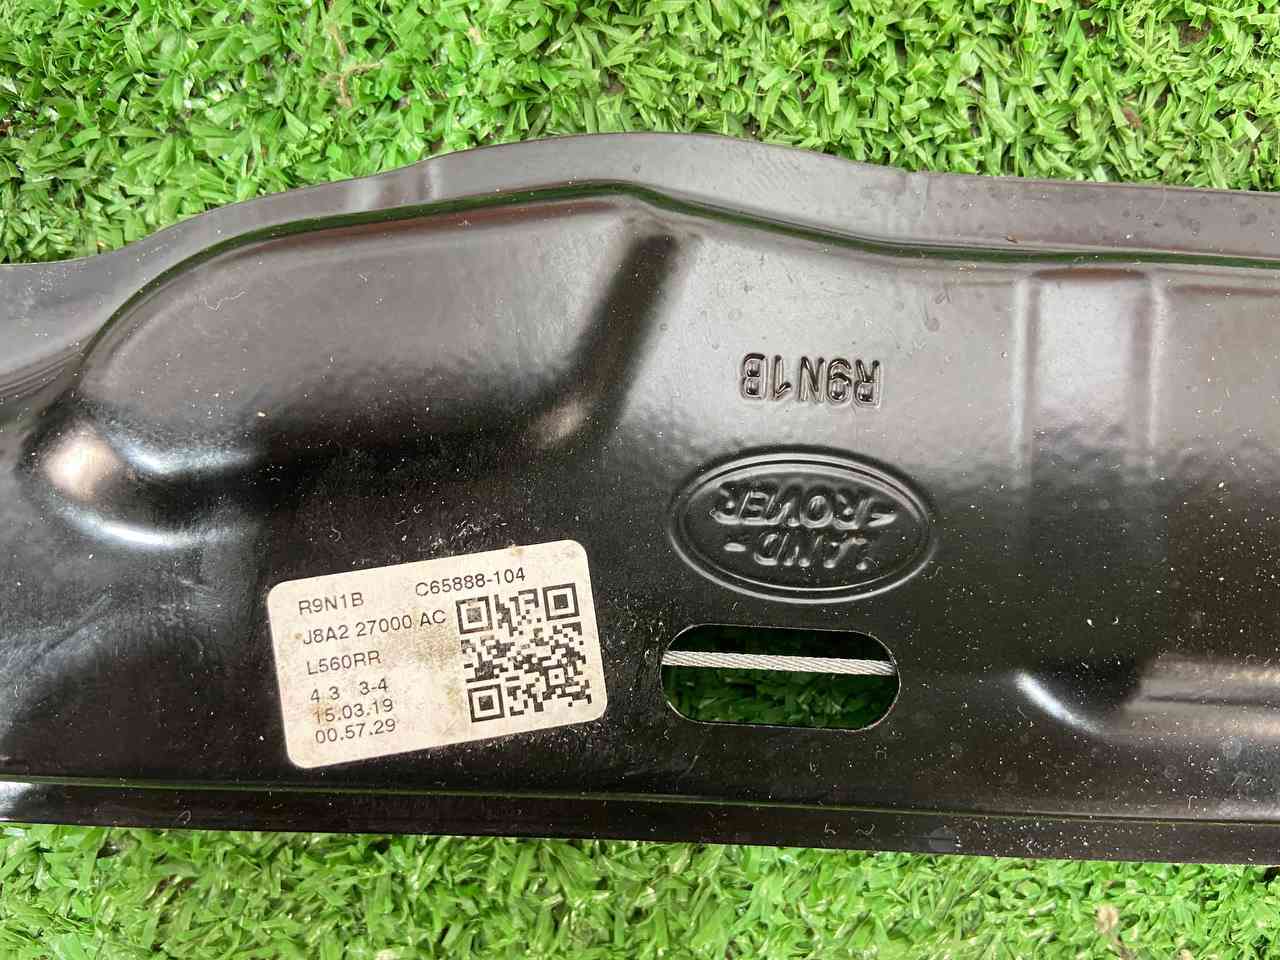 R9N1B
-LAND-
-ROVER-
R9N1B C65888-104
J8A2 27000 AC
L560RR
4.3 3-4
15.03.19
00.57.29